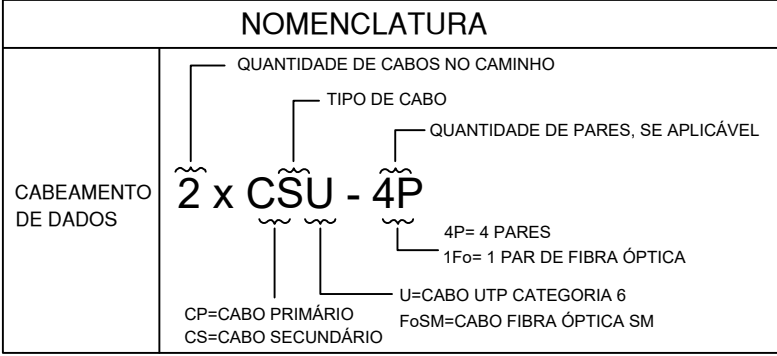 NOMENCLATURA
QUANTIDADE DE CABOS NO CAMINHO
TIPO DE CABO
QUANTIDADE DE PARES, SE APLICÁVEL
CABEAMENTO
DE DADOS
2 x CSU - 4P
4P= 4 PARES
1Fo= 1 PAR DE FIBRA ÓPTICA
U=CABO UTP CATEGORIA 6
FoSM=CABO FIBRA ÓPTICA SM
CP=CABO PRIMÁRIO
CS=CABO SECUNDÁRIO